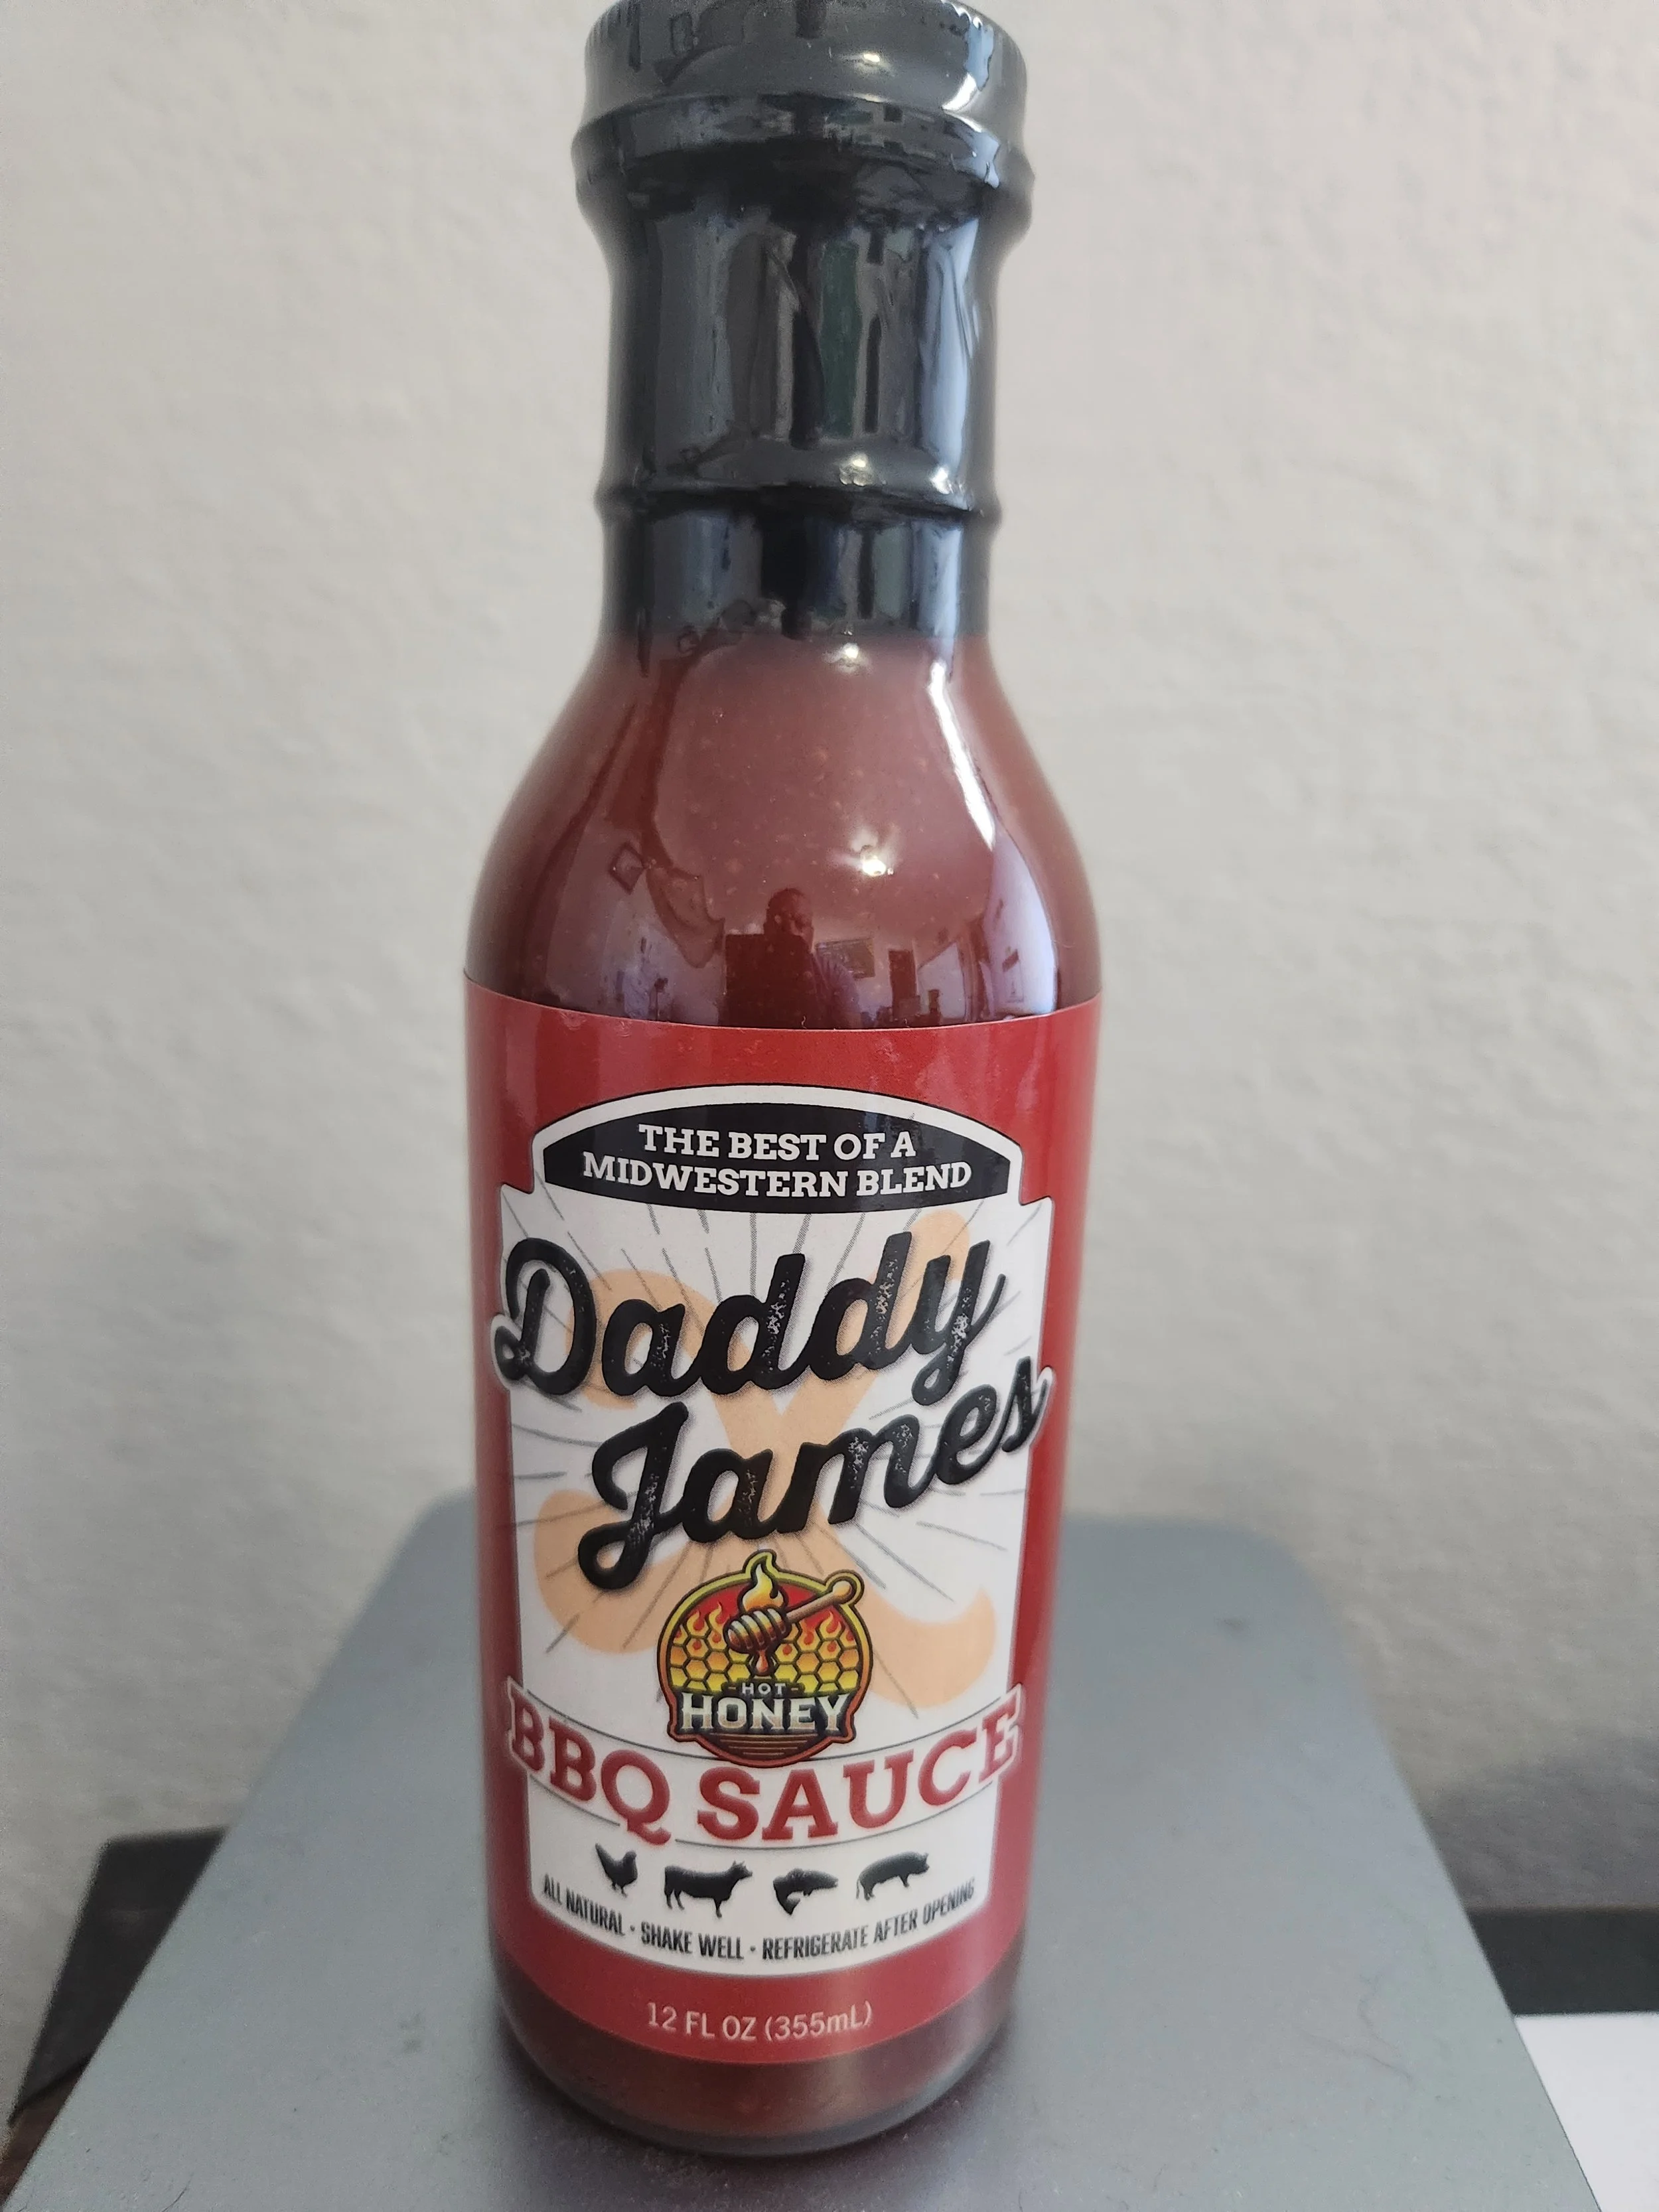 THE BEST OF A
MIDWESTERN BLEND
Daddy
James
HOT
HONEY
BBQ SAUCE
ALL NATURAL • SHAKE WELL • REFRIGERATE AFTER OPENING
12 FL OZ (355mL)